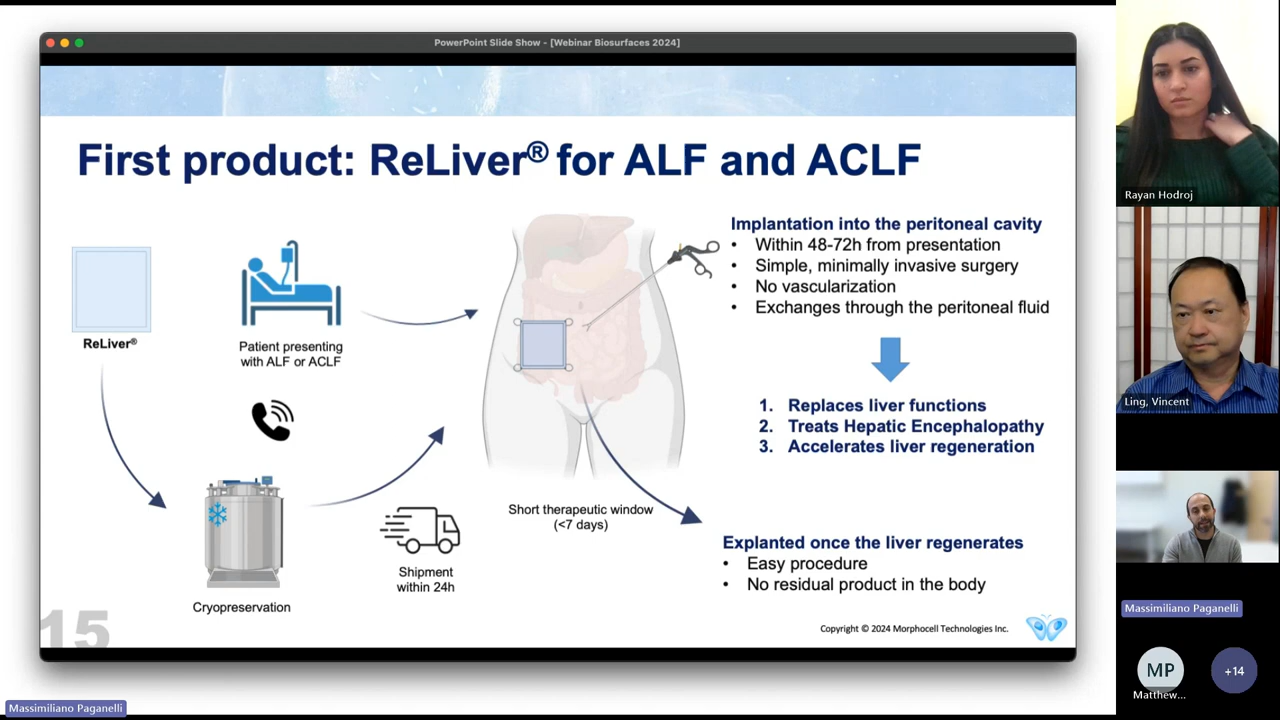 PowerPoint Slide Show - [Webinar Biosurfaces 2024]
First product: ReLiver® for ALF and ACLF
ReLiver®
Patient presenting
with ALF or ACLF
Cryopreservation
Shipment
within 24h
Short therapeutic window
(<7 days)
Implantation into the peritoneal cavity
• Within 48-72h from presentation
• Simple, minimally invasive surgery
• No vascularization
• Exchanges through the peritoneal fluid
1. Replaces liver functions
2. Treats Hepatic Encephalopathy
3. Accelerates liver regeneration
Explanted once the liver regenerates
• Easy procedure
• No residual product in the body
15
Copyright © 2024 Morphocell Technologies Inc.
Massimiliano Paganelli
Rayan Hodroj
Ling, Vincent
Massimiliano Paganelli
MP
Matthew...
+14